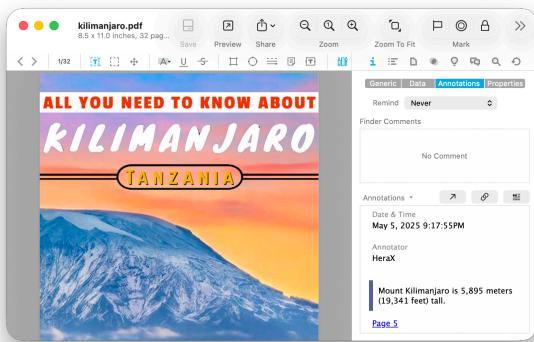 kilimanjaro.pdf
8.5 x 11.0 inches, 32 pag...
Save
Preview
Share
Zoom
Zoom To Fit
Mark
1/32
Generic
Data
Annotations
Properties
Remind
Never
Finder Comments
No Comment
Annotations
Date & Time
May 5, 2025 9:17:55PM
Annotator
HeraX
Mount Kilimanjaro is 5,895 meters
(19,341 feet) tall.
Page 5
ALL YOU NEED TO KNOW ABOUT
KILIMANJARO
TANZANIA